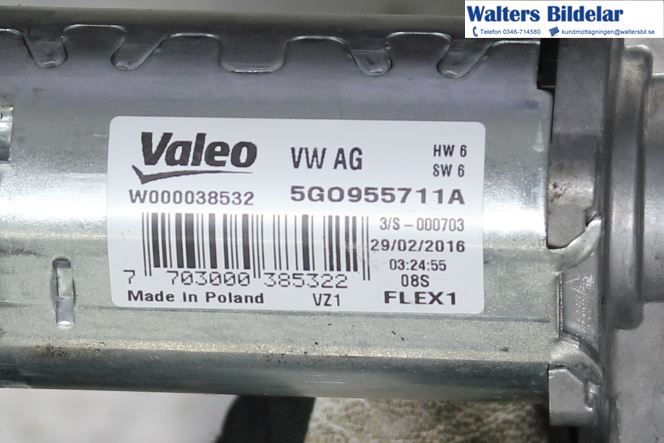 Walters Bildelar
Telefon 0346-714580 kundmottagningen@waltersbil.se
Valeo VW AG HW 6
SW 6
W000038532 5G0955711A
3/S-000703
29/02/2016
03:24:55
7 703000 385322 08S
Made In Poland VZ1 FLEX1